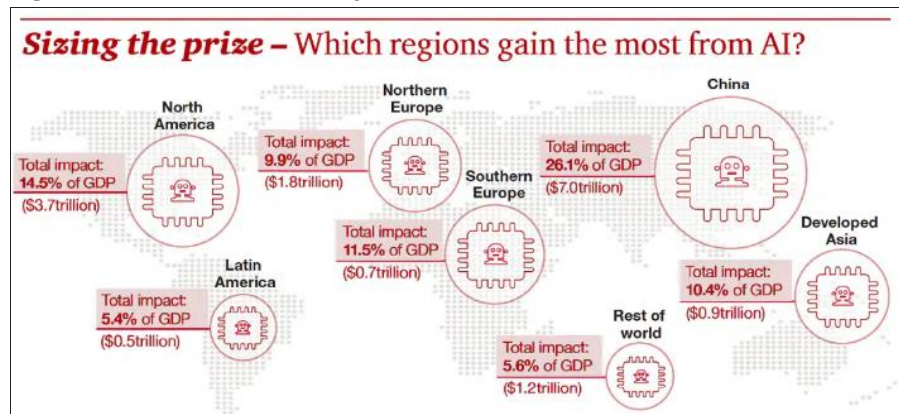 Sizing the prize – Which regions gain the most from AI?
North
America
Total impact:
14.5% of GDP
($3.7trillion)
Northern
Europe
Total impact:
9.9% of GDP
($1.8trillion)
China
Total impact:
26.1% of GDP
($7.0trillion)
Southern
Europe
Total impact:
11.5% of GDP
($0.7trillion)
Developed
Asia
Total impact:
10.4% of GDP
($0.9trillion)
Latin
America
Total impact:
5.4% of GDP
($0.5trillion)
Rest of
world
Total impact:
5.6% of GDP
($1.2trillion)